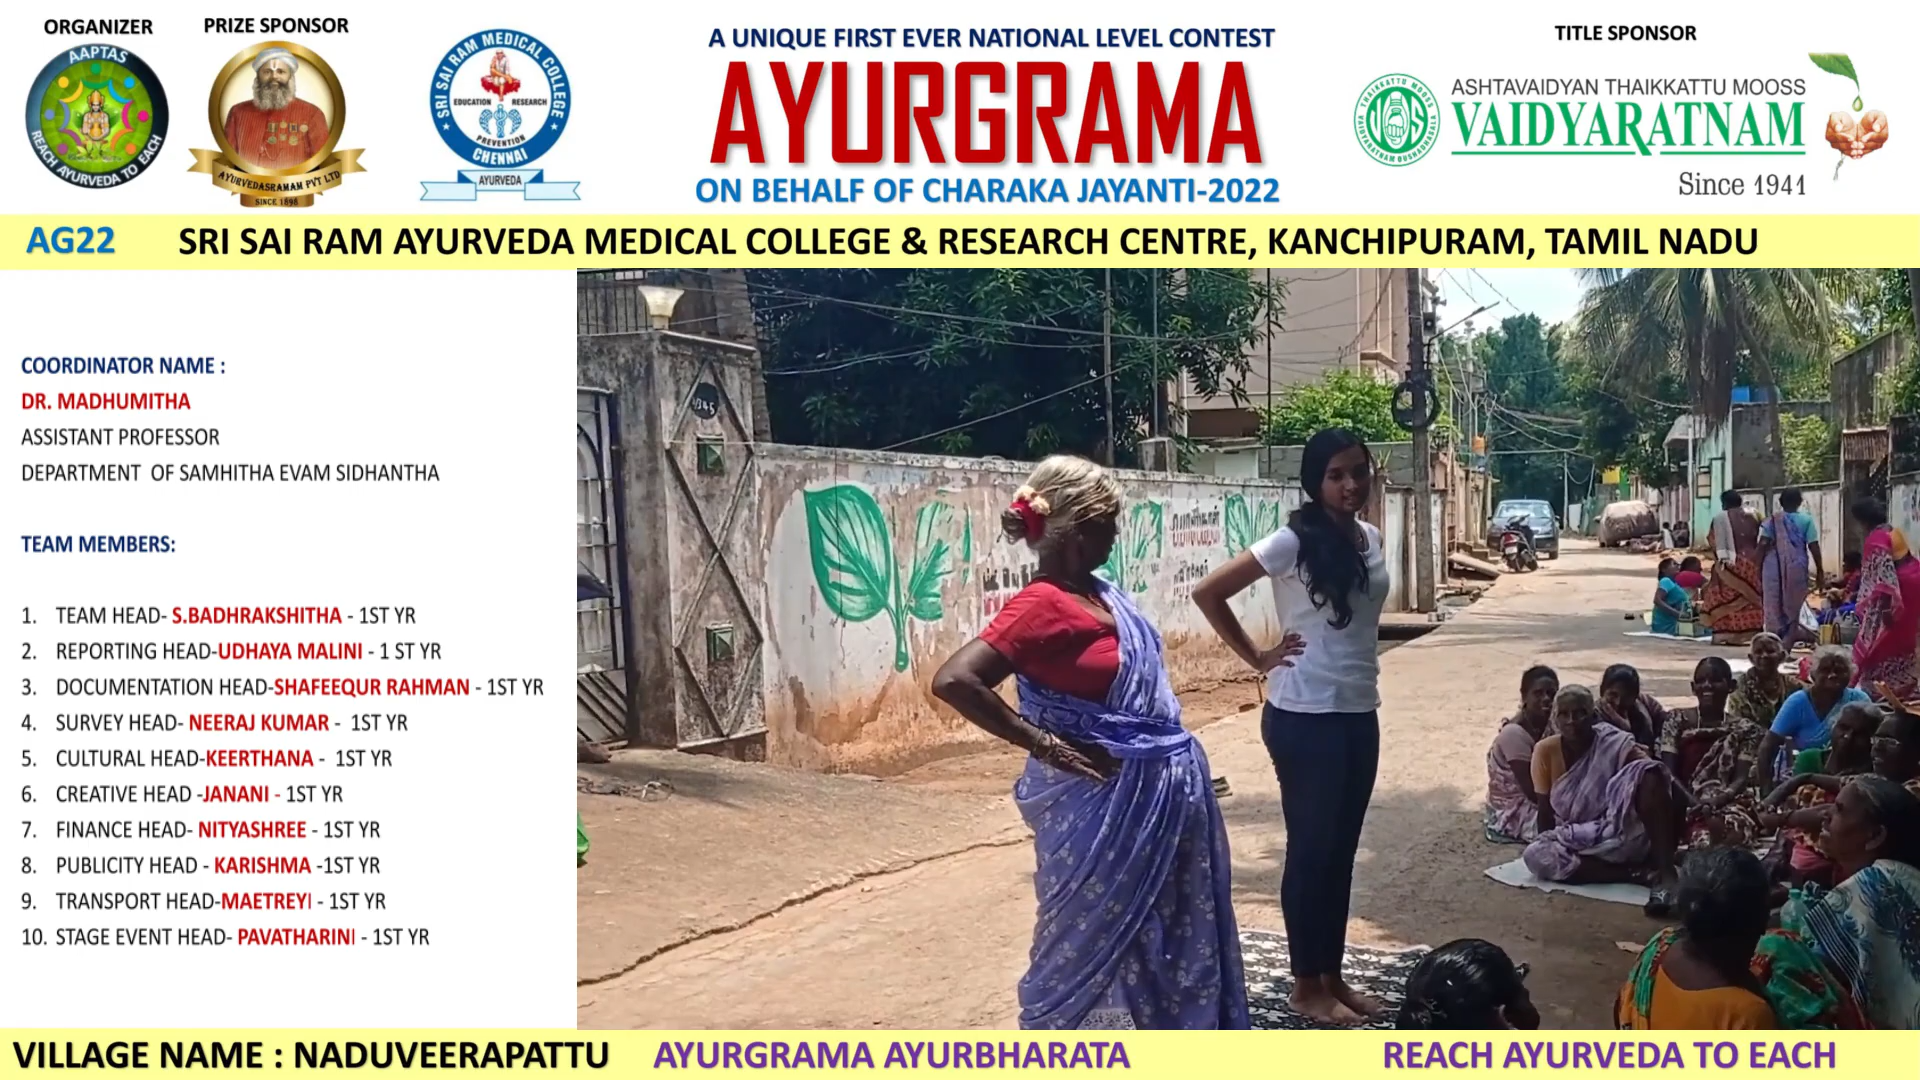 ORGANIZER
PRIZE SPONSOR
AAPTAS
REACH AYURVEDA TO EACH
AYURVEDASRAMAM PVT LTD
SINCE 1898
SRI SAI RAM MEDICAL COLLEGE
EDUCATION RESEARCH
PREVENTION
CHENNAI
AYURVEDA
A UNIQUE FIRST EVER NATIONAL LEVEL CONTEST
AYURGRAMA
ON BEHALF OF CHARAKA JAYANTI-2022
TITLE SPONSOR
THAIKKATTU MOOSS
VAIDYARATNAM OUSHADHASALA
ASHTAVAIDYAN THAIKKATTU MOOSS
VAIDYARATNAM
Since 1941
AG22 SRI SAI RAM AYURVEDA MEDICAL COLLEGE & RESEARCH CENTRE, KANCHIPURAM, TAMIL NADU
COORDINATOR NAME :
DR. MADHUMITHA
ASSISTANT PROFESSOR
DEPARTMENT OF SAMHITHA EVAM SIDHANTHA
TEAM MEMBERS:
1. TEAM HEAD- S.BADHRAKSHITHA - 1ST YR
2. REPORTING HEAD-UDHAYA MALINI - 1 ST YR
3. DOCUMENTATION HEAD-SHAFEEQUR RAHMAN - 1ST YR
4. SURVEY HEAD- NEERAJ KUMAR - 1ST YR
5. CULTURAL HEAD-KEERTHANA - 1ST YR
6. CREATIVE HEAD -JANANI - 1ST YR
7. FINANCE HEAD- NITYASHREE - 1ST YR
8. PUBLICITY HEAD - KARISHMA -1ST YR
9. TRANSPORT HEAD-MAETREYI - 1ST YR
10. STAGE EVENT HEAD- PAVATHARINI - 1ST YR
VILLAGE NAME : NADUVEERAPATTU AYURGRAMA AYURBHARATA REACH AYURVEDA TO EACH